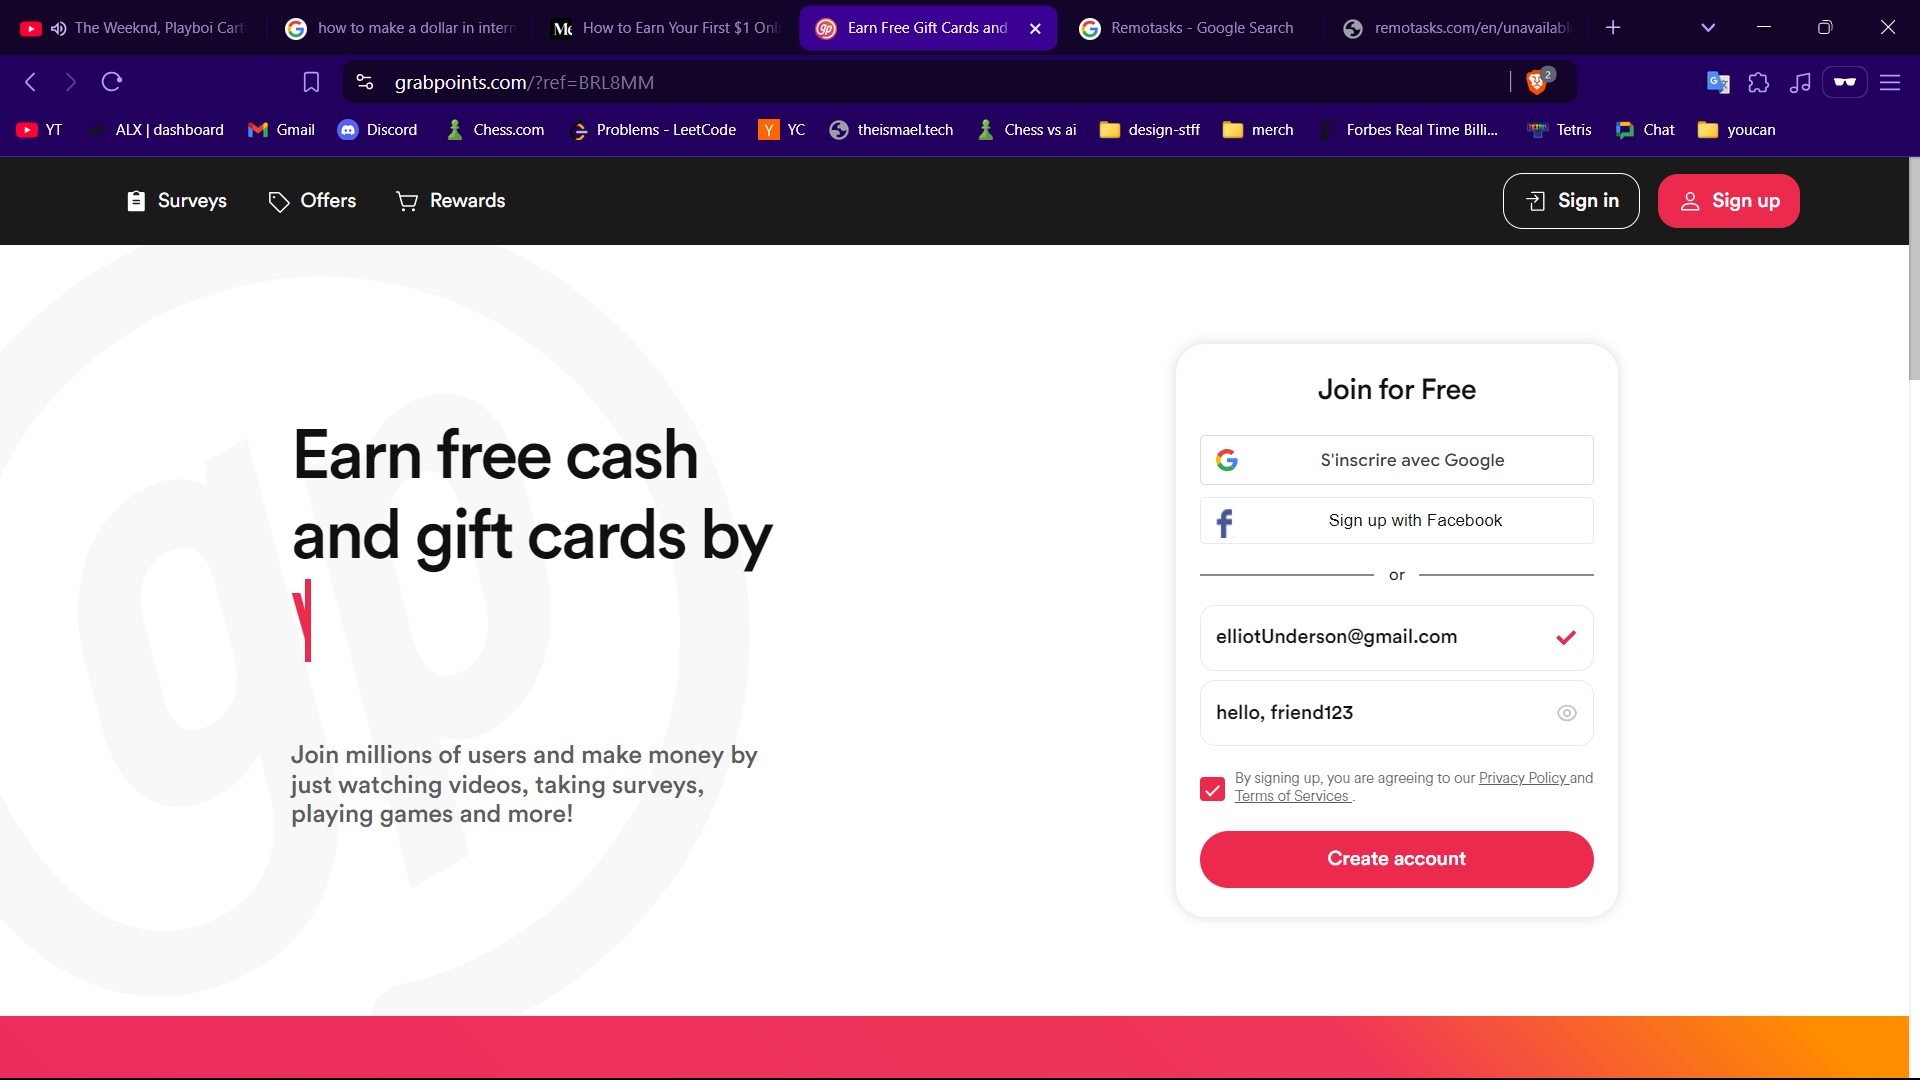 The Weeknd, Playboi Carti
how to make a dollar in intern
How to Earn Your First $1 Onli
Earn Free Gift Cards and
Remotasks - Google Search
remotasks.com/en/unavailabl
grabpoints.com/?ref=BRL8MM
2
YT
ALX | dashboard
Gmail
Discord
Chess.com
Problems - LeetCode
YC
theismael.tech
Chess vs ai
design-stff
merch
Forbes Real Time Billi...
Tetris
Chat
youcan
Surveys
Offers
Rewards
Sign in
Sign up
Earn free cash
and gift cards by
Join millions of users and make money by
just watching videos, taking surveys,
playing games and more!
Join for Free
S'inscrire avec Google
Sign up with Facebook
or
elliotUnderson@gmail.com
hello, friend123
By signing up, you are agreeing to our Privacy Policy and
Terms of Services .
Create account